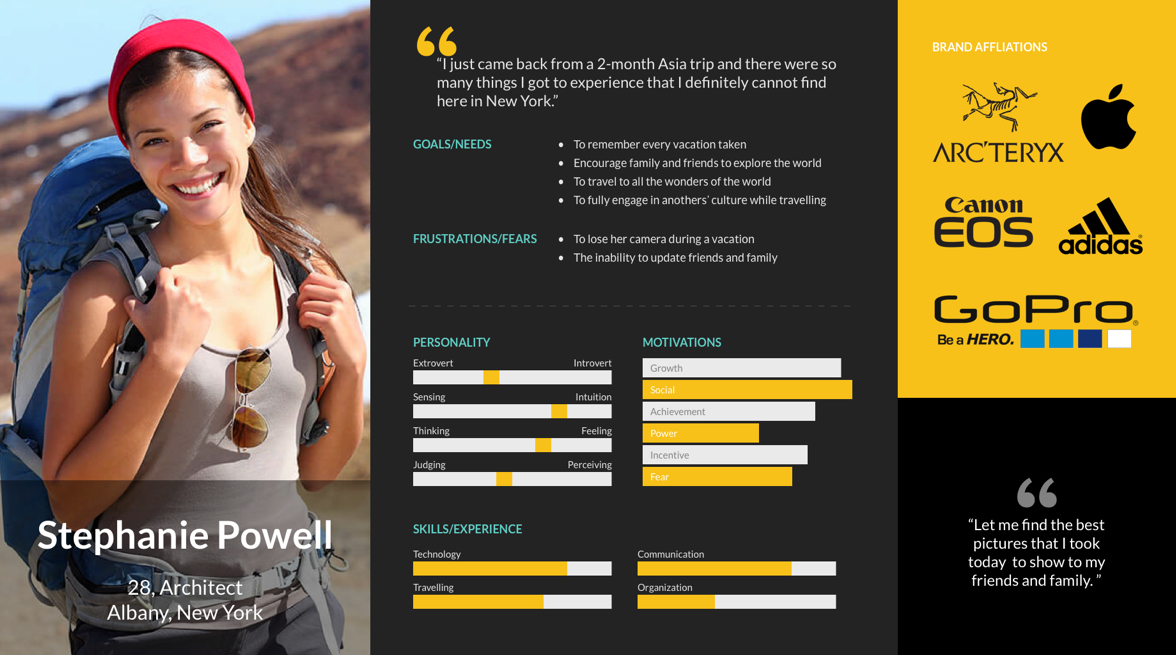 Stephanie Powell
28, Architect
Albany, New York
“I just came back from a 2-month Asia trip and there were so
many things I got to experience that I definitely cannot find
here in New York.”
GOALS/NEEDS
• To remember every vacation taken
• Encourage family and friends to explore the world
• To travel to all the wonders of the world
• To fully engage in anothers’ culture while travelling
FRUSTRATIONS/FEARS
• To lose her camera during a vacation
• The inability to update friends and family
PERSONALITY
Extrovert Introvert
Sensing Intuition
Thinking Feeling
Judging Perceiving
MOTIVATIONS
Growth
Social
Achievement
Power
Incentive
Fear
SKILLS/EXPERIENCE
Technology
Travelling
Communication
Organization
BRAND AFFLIATIONS
ARC'TERYX
Canon
EOS
adidas®
GoPro®
Be a HERO.
“Let me find the best
pictures that I took
today to show to my
friends and family. ”